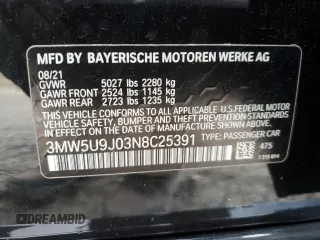 MFD BY BAYERISCHE MOTOREN WERKE AG
08/21
GVWR 5027 lbs 2280 kg
GAWR FRONT 2524 lbs 1145 kg
GAWR REAR 2723 lbs 1235 kg
THIS VEHICLE CONFORMS TO ALL APPLICABLE
FEDERAL MOTOR VEHICLE SAFETY, BUMPER,
AND THEFT PREVENTION STANDARDS IN EFFECT
ON THE DATE OF MANUFACTURE SHOWN ABOVE.
3MW5U9J03N8C25391 TYPE: PASSENGER CAR
475
DREAMBID